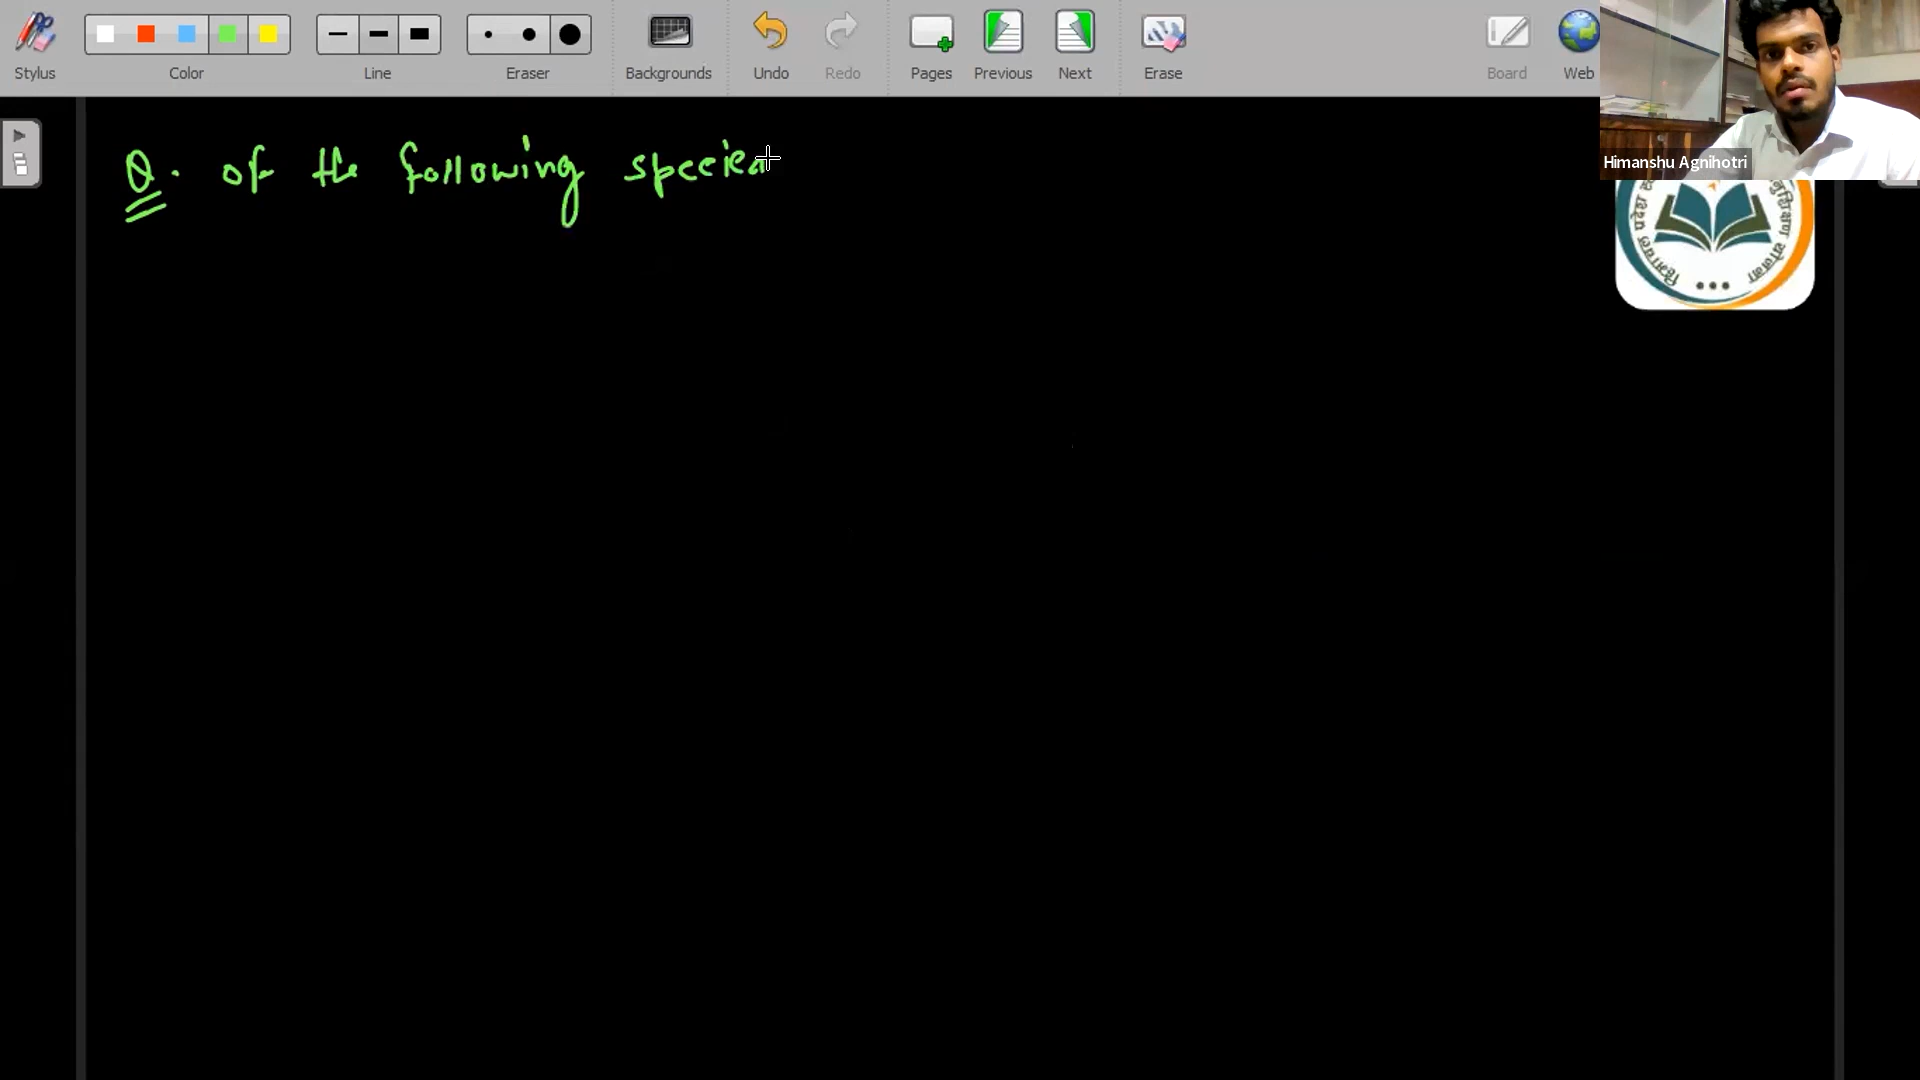 Stylus
Color
Line
Eraser
Backgrounds
Undo
Redo
Pages
Previous
Next
Erase
Board
Web
Himanshu Agnihotri
Q. of the following species